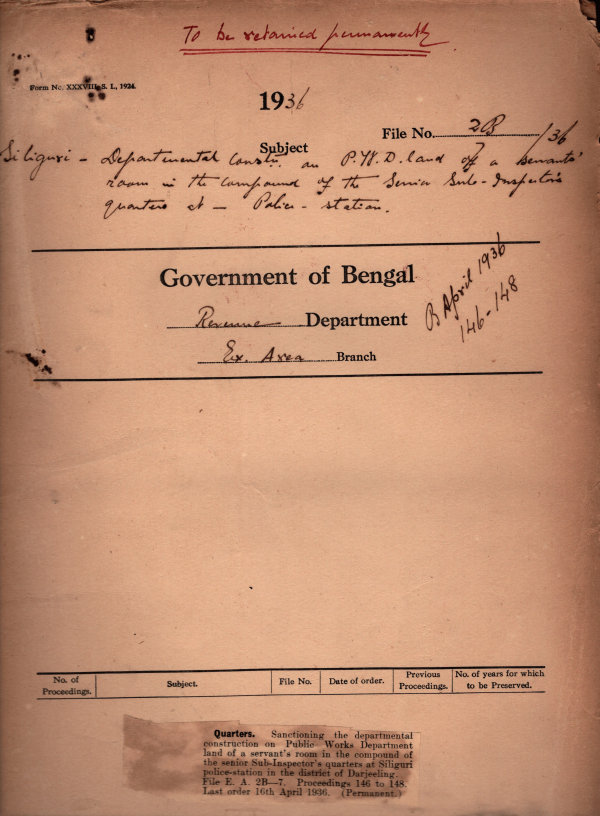 To be retained permanently
Form No. XXXVIII, S. I., 1924.
1936
File No. 2B/7/36
Subject
Siliguri - Departmental constn. on P.W.D. land of a servants'
room in the compound of the Senior Sub-Inspector's
quarters at - Police-station.
Government of Bengal
Revenue Department
Ex. Area Branch
B April 1936
146-148
No. of Proceedings.
Subject.
File No.
Date of order.
Previous Proceedings.
No. of years for which to be Preserved.
Quarters. Sanctioning the departmental
construction on Public Works Department
land of a servant's room in the compound of
the senior Sub-Inspector's quarters at Siliguri
police-station in the district of Darjeeling.
File E. A. 2B—7. Proceedings 146 to 148.
Last order 16th April 1936. (Permanent.)